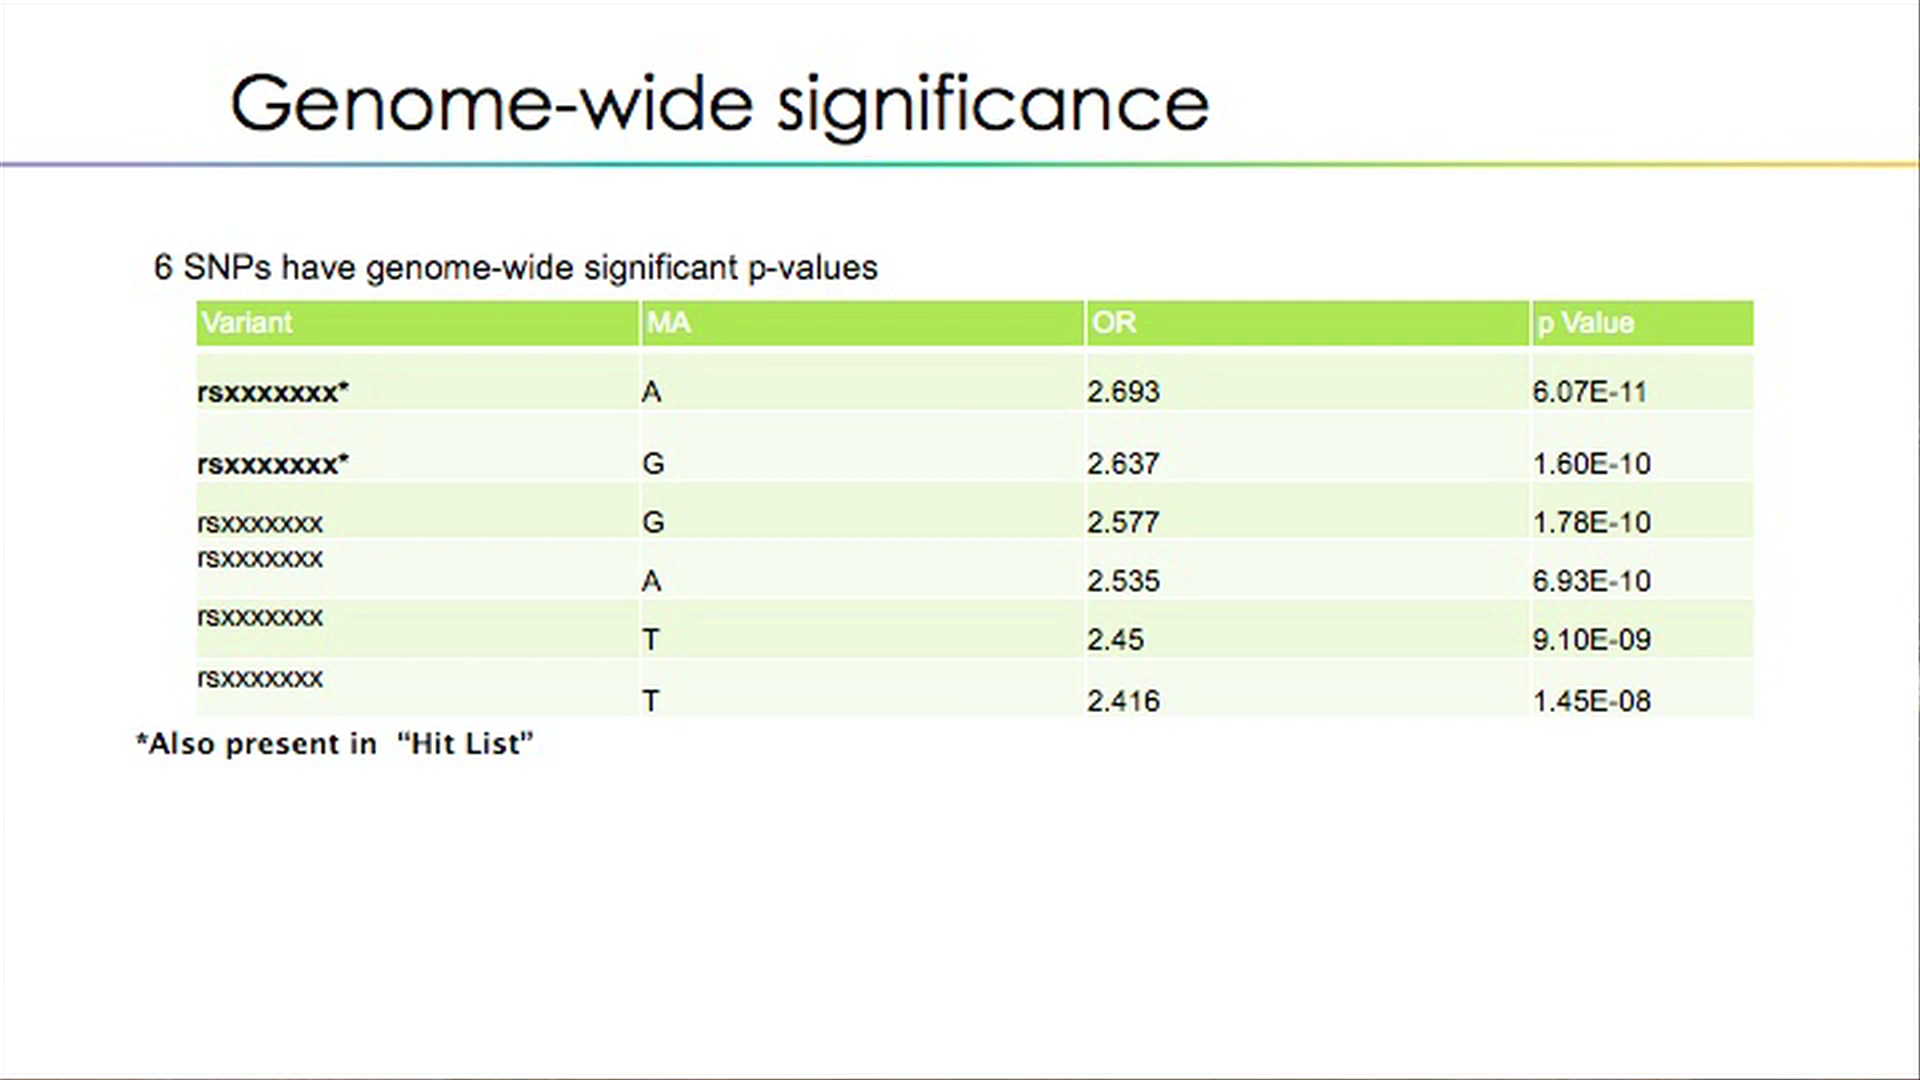 Genome-wide significance
6 SNPs have genome-wide significant p-values
Variant MA OR p Value
rsxxxxxxx* A 2.693 6.07E-11
rsxxxxxxx* G 2.637 1.60E-10
rsxxxxxxx G 2.577 1.78E-10
rsxxxxxxx A 2.535 6.93E-10
rsxxxxxxx T 2.45 9.10E-09
rsxxxxxxx T 2.416 1.45E-08
*Also present in “Hit List”